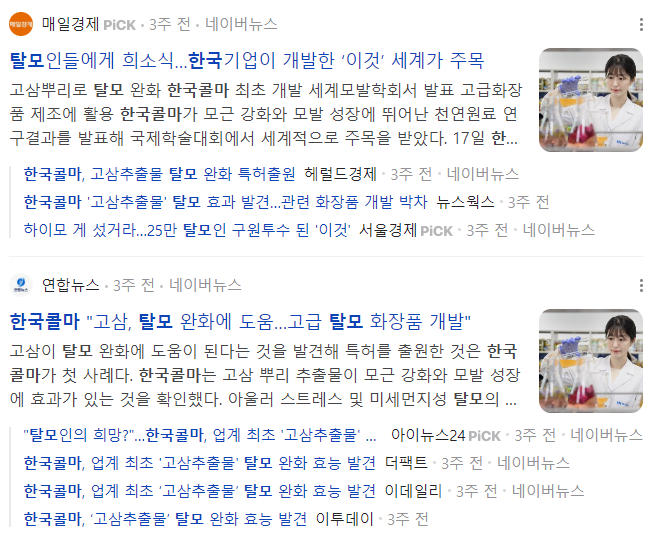 매일경제 PiCK · 3주 전 · 네이버뉴스
탈모인들에게 희소식...한국기업이 개발한 ‘이것’ 세계가 주목
고삼뿌리로 탈모 완화 한국콜마 최초 개발 세계모발학회서 발표 고급화장
품 제조에 활용 한국콜마가 모근 강화와 모발 성장에 뛰어난 천연원료 연
구결과를 발표해 국제학술대회에서 세계적으로 주목을 받았다. 17일 한...
한국콜마, 고삼추출물 탈모 완화 특허출원 헤럴드경제 · 3주 전 · 네이버뉴스
한국콜마 '고삼추출물' 탈모 효과 발견...관련 화장품 개발 박차 뉴스웍스 · 3주 전
하이모 게 섯거라...25만 탈모인 구원투수 된 '이것' 서울경제 PiCK · 3주 전 · 네이버뉴스
연합뉴스 · 3주 전 · 네이버뉴스
한국콜마 "고삼, 탈모 완화에 도움...고급 탈모 화장품 개발"
고삼이 탈모 완화에 도움이 된다는 것을 발견해 특허를 출원한 것은 한국
콜마가 첫 사례다. 한국콜마는 고삼 뿌리 추출물이 모근 강화와 모발 성장
에 효과가 있는 것을 확인했다. 아울러 스트레스 및 미세먼지성 탈모의 ...
"탈모인의 희망?"...한국콜마, 업계 최초 '고삼추출물' ... 아이뉴스24 PiCK · 3주 전 · 네이버뉴스
한국콜마, 업계 최초 '고삼추출물' 탈모 완화 효능 발견 더팩트 · 3주 전 · 네이버뉴스
한국콜마, 업계 최초 ‘고삼추출물’ 탈모 완화 효능 발견 이데일리 · 3주 전 · 네이버뉴스
한국콜마, ‘고삼추출물’ 탈모 완화 효능 발견 이투데이 · 3주 전